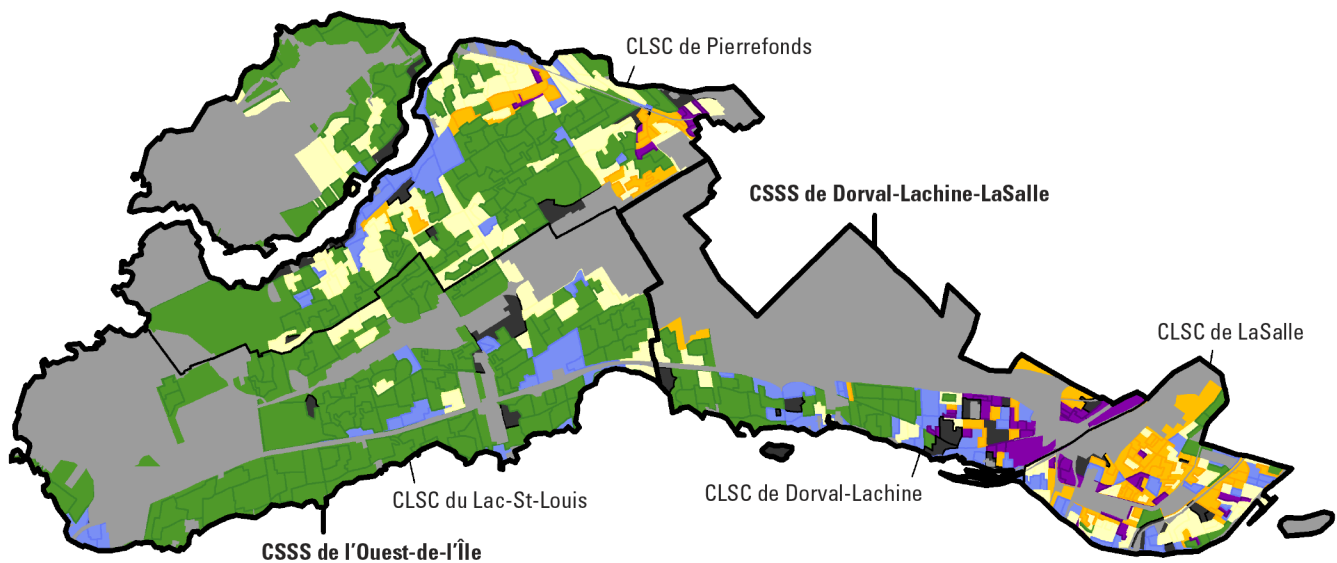 CLSC de Pierrefonds
CSSS de Dorval-Lachine-LaSalle
CLSC de LaSalle
CLSC du Lac-St-Louis
CLSC de Dorval-Lachine
CSSS de l’Ouest-de-l’Île